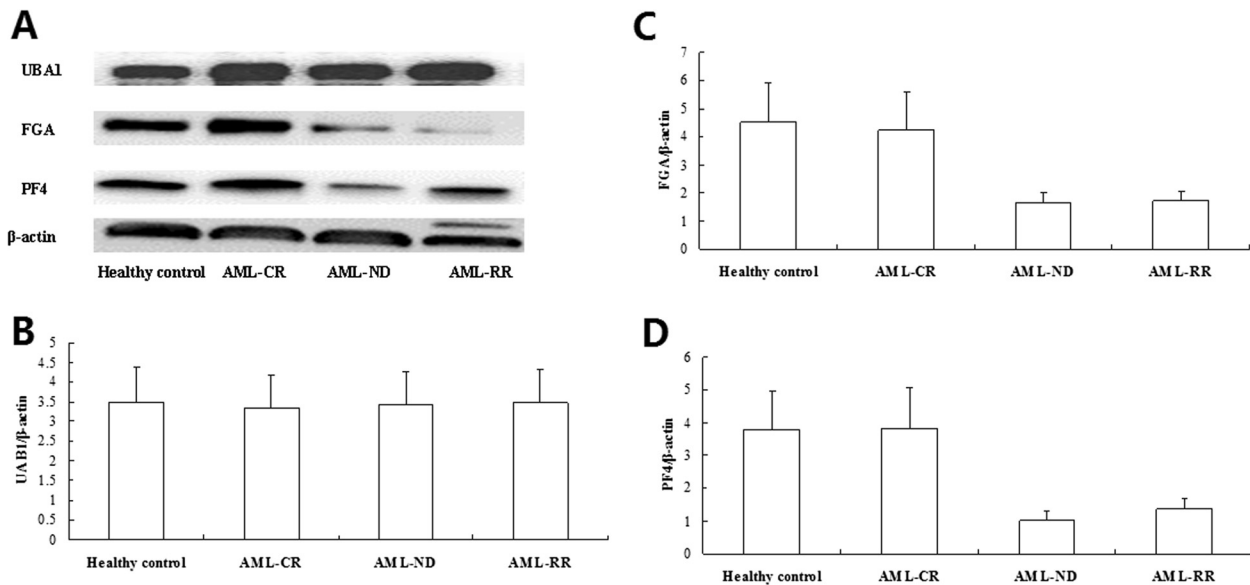 A
UBA1
FGA
PF4
β-actin
Healthy control AML-CR AML-ND AML-RR
B
5
4.5
4
3.5
3
2.5
2
1.5
1
0.5
0
UAB1/β-actin
Healthy control AML-CR AML-ND AML-RR
C
7
6
5
4
3
2
1
0
FGA/β-actin
Healthy control AML-CR AML-ND AML-RR
D
6
5
4
3
2
1
0
PF4/β-actin
Healthy control AML-CR AML-ND AML-RR